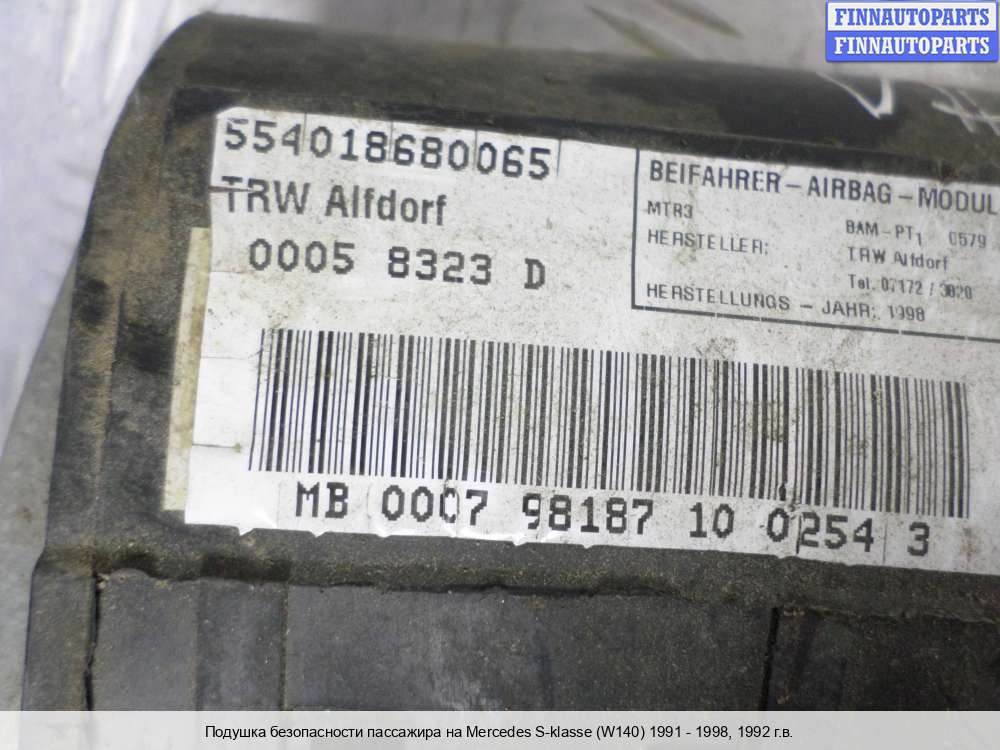 FINNAUTOPARTS
FINNAUTOPARTS
554018680065
TRW Alfdorf
0005 8323 D
BEIFAHRER-AIRBAG-MODUL
MTR3
BAM-PT1 0579
HERSTELLER: TRW Alfdorf
Tel. 07172 / 3820
HERSTELLUNGS - JAHR: 1998
MB 0007 98187 10 0254 3
Подушка безопасности пассажира на Mercedes S-klasse (W140) 1991 - 1998, 1992 г.в.